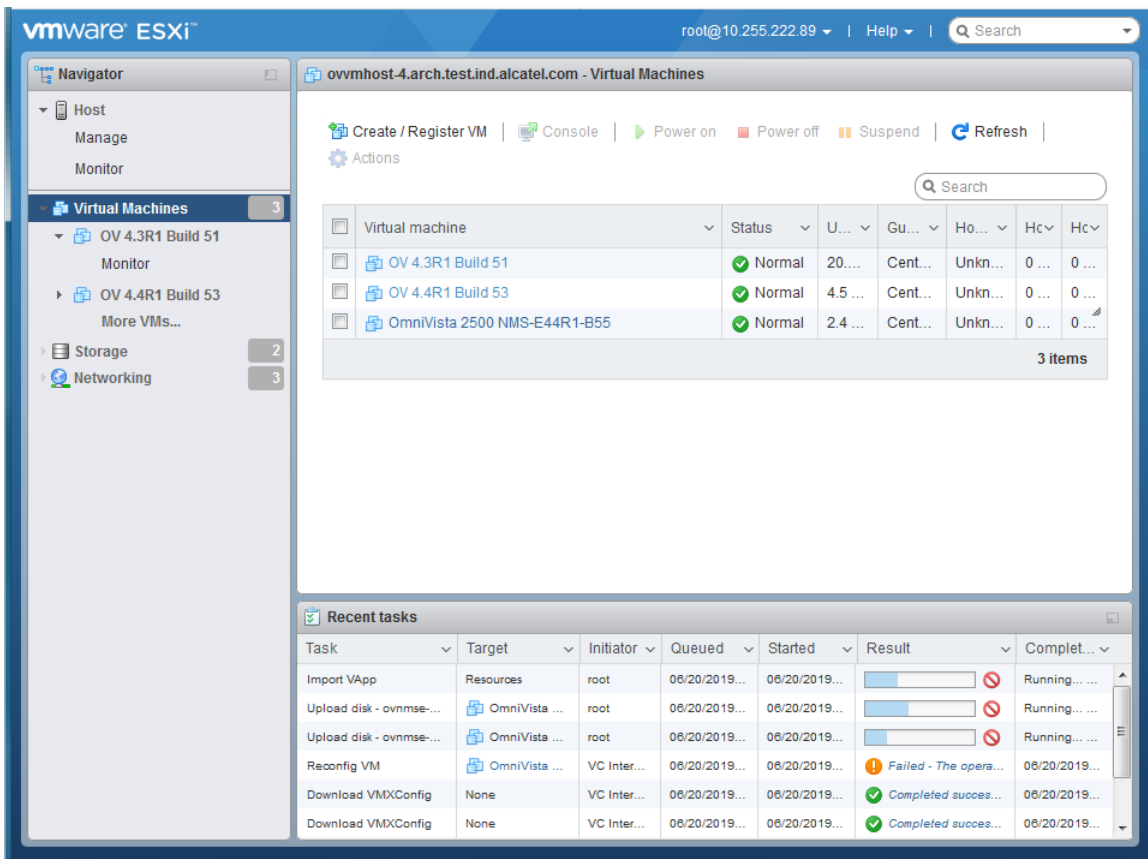 vmware ESXi™
root@10.255.222.89 | Help | Search
Navigator
Host
Manage
Monitor
Virtual Machines 3
OV 4.3R1 Build 51
Monitor
OV 4.4R1 Build 53
More VMs...
Storage 2
Networking 3
ovvmhost-4.arch.test.ind.alcatel.com - Virtual Machines
Create / Register VM | Console | Power on Power off Suspend | Refresh |
Actions
Search
Virtual machine Status U... Gu... Ho... Hc Hc
OV 4.3R1 Build 51 Normal 20.... Cent... Unkn... 0 ... 0 ...
OV 4.4R1 Build 53 Normal 4.5 ... Cent... Unkn... 0 ... 0 ...
OmniVista 2500 NMS-E44R1-B55 Normal 2.4 ... Cent... Unkn... 0 ... 0 ...
3 items
Recent tasks
Task Target Initiator Queued Started Result Complet...
Import VApp Resources root 06/20/2019... 06/20/2019... Running... ...
Upload disk - ovnmse-... OmniVista ... root 06/20/2019... 06/20/2019... Running... ...
Upload disk - ovnmse-... OmniVista ... root 06/20/2019... 06/20/2019... Running... ...
Reconfig VM OmniVista ... VC Inter... 06/20/2019... 06/20/2019... Failed - The opera... 06/20/2019...
Download VMXConfig None VC Inter... 06/20/2019... 06/20/2019... Completed succes... 06/20/2019...
Download VMXConfig None VC Inter... 06/20/2019... 06/20/2019... Completed succes... 06/20/2019...